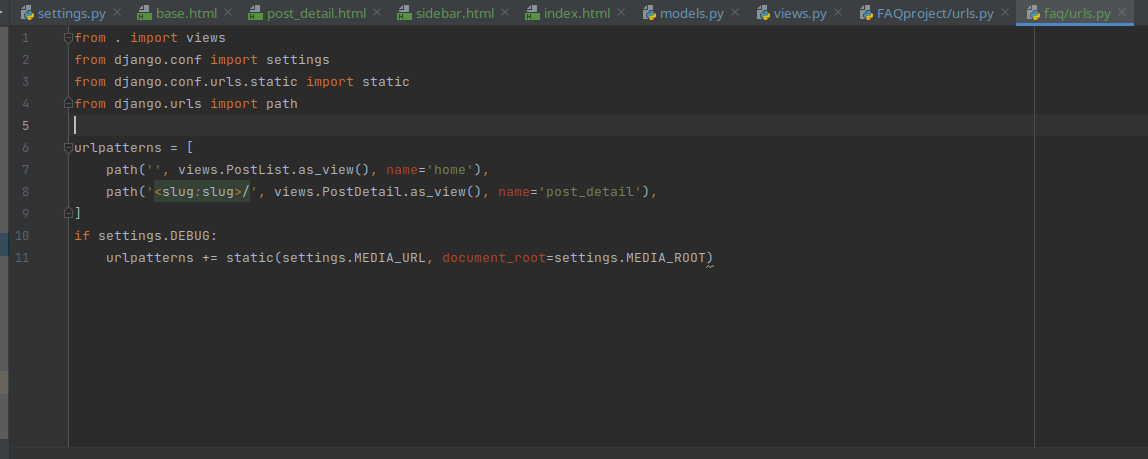 settings.py base.html post_detail.html sidebar.html index.html models.py views.py FAQproject/urls.py faq/urls.py
1 from . import views
2 from django.conf import settings
3 from django.conf.urls.static import static
4 from django.urls import path
5
6 urlpatterns = [
7     path('', views.PostList.as_view(), name='home'),
8     path('<slug:slug>/', views.PostDetail.as_view(), name='post_detail'),
9 ]
10 if settings.DEBUG:
11     urlpatterns += static(settings.MEDIA_URL, document_root=settings.MEDIA_ROOT)